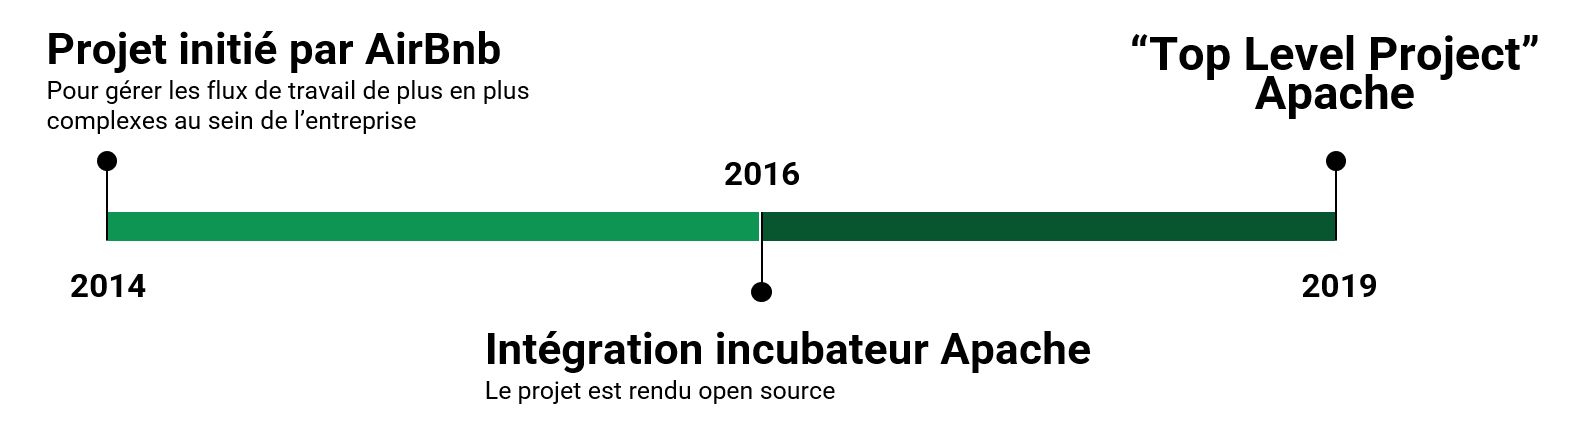 Projet initié par AirBnb
Pour gérer les flux de travail de plus en plus
complexes au sein de l’entreprise
“Top Level Project”
Apache
2016
2014
2019
Intégration incubateur Apache
Le projet est rendu open source